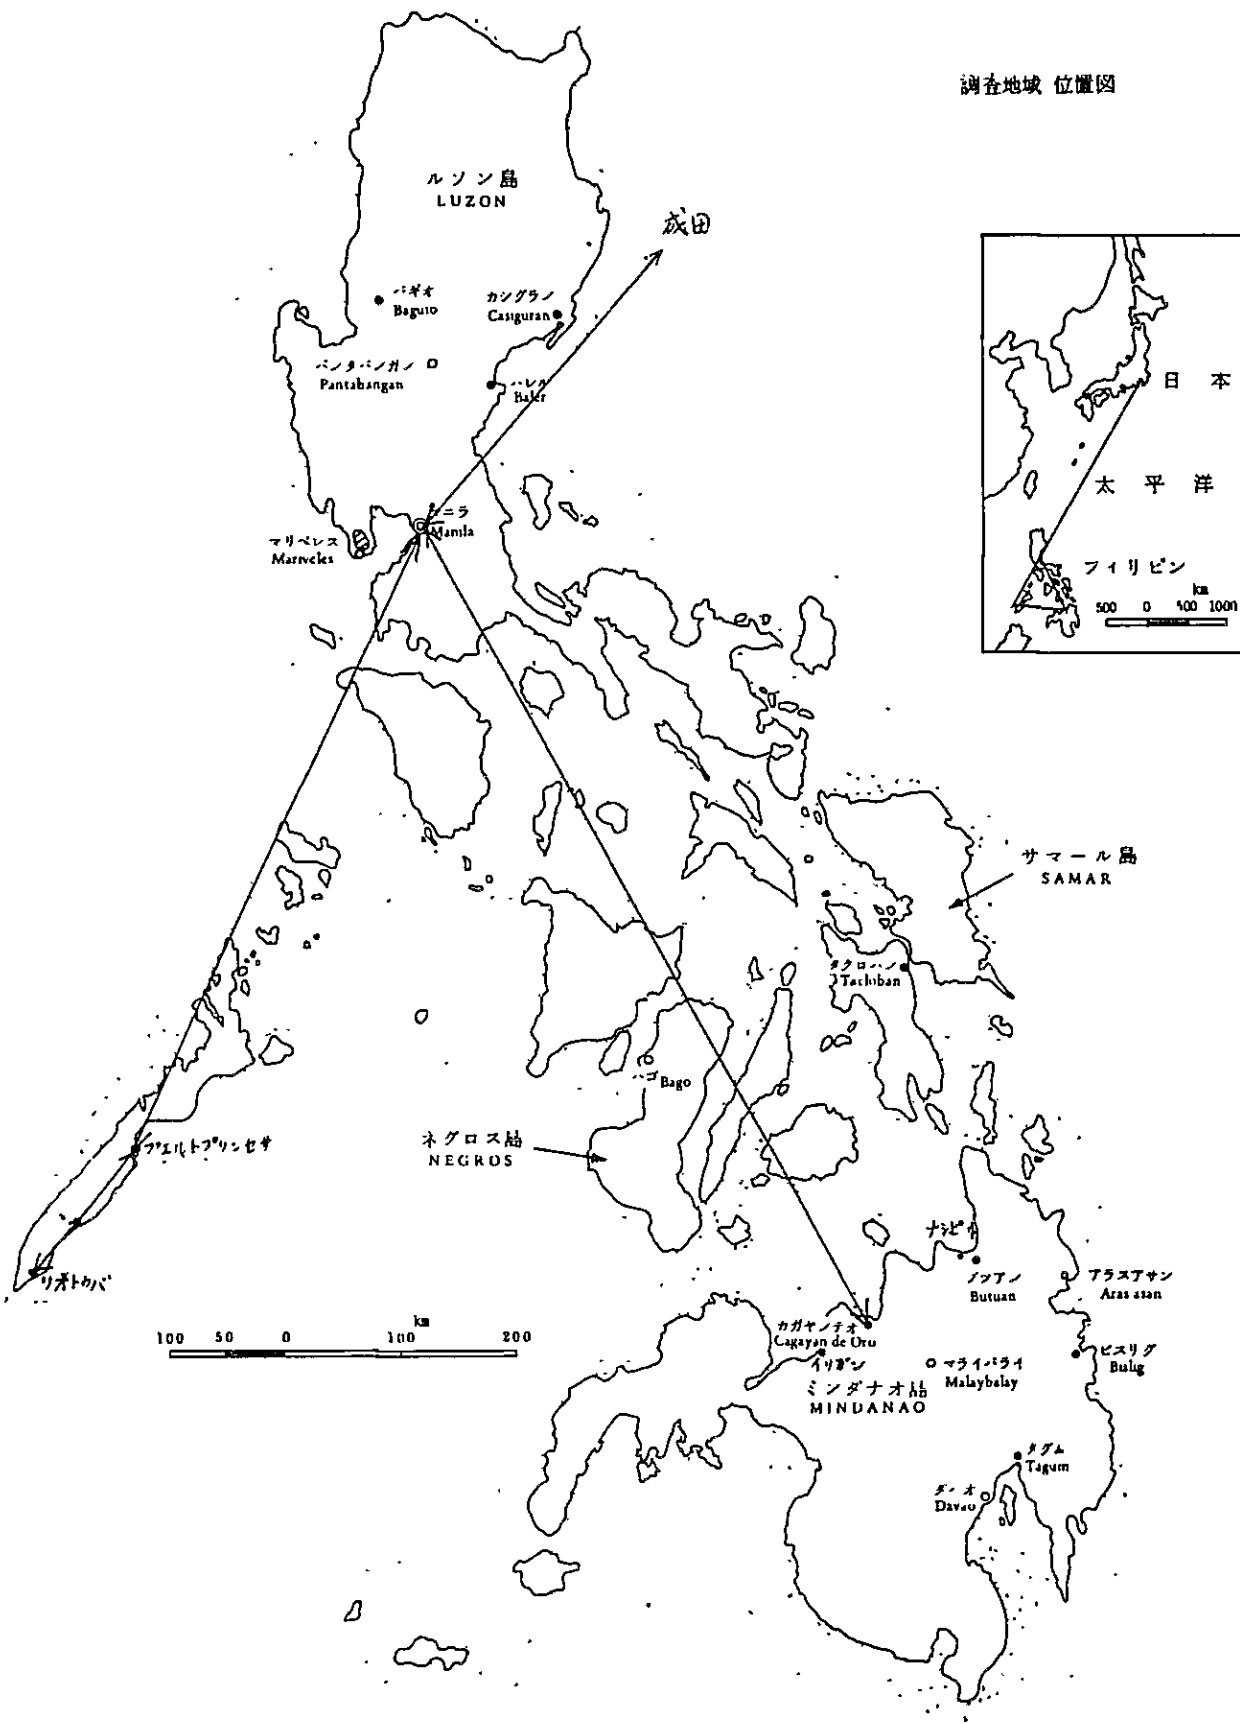 調査地域 位置図
ルソン島
LUZON
成田
バギオ
Baguio
カシグラン
Casiguran
パンタバンガン
Pantabangan
バレル
Baler
マニラ
Manila
マリベレス
Mariveles
日 本
太 平 洋
フィリピン
km
500 0 500 1000
サマール島
SAMAR
タクロバン
Tacloban
バゴ Bago
ネグロス島
NEGROS
プエルトプリンセサ
リオトゥバ
ナシピット
ブツアン
Butuan
アラスアサン
Aras asan
カガヤンデオロ
Cagayan de Oro
イリガン
マライバライ
Malaybalay
ビスリグ
Bislig
ミンダナオ島
MINDANAO
km
100 50 0 100 200
タグム
Tagum
ダバオ
Davao